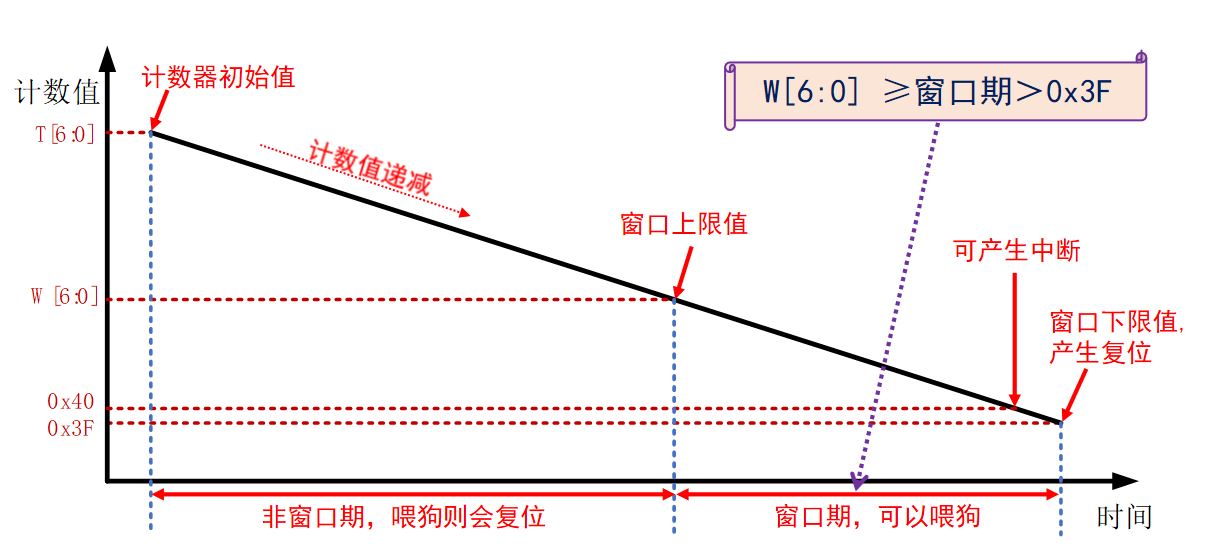 计数值
计数器初始值
W[6:0] ≥窗口期>0x3F
T[6:0]
计数值递减
窗口上限值
可产生中断
W [6:0]
窗口下限值,
产生复位
0x40
0x3F
非窗口期，喂狗则会复位
窗口期，可以喂狗
时间